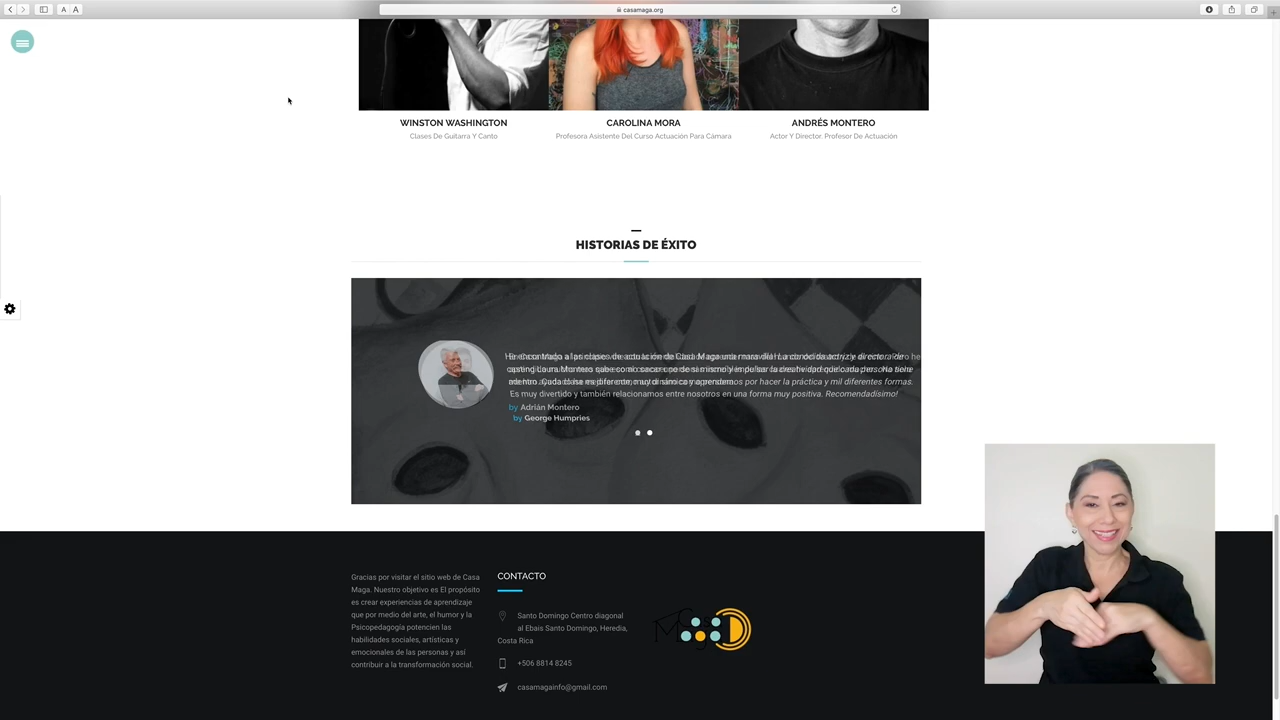 A A
casamaga.org
WINSTON WASHINGTON
Clases De Guitarra Y Canto
CAROLINA MORA
Profesora Asistente Del Curso Actuación Para Cámara
ANDRÉS MONTERO
Actor Y Director. Profesor De Actuación
HISTORIAS DE ÉXITO
Es muy divertido y también relacionamos entre nosotros en una forma muy positiva. Recomendadísimo!
by Adrián Montero
by George Humpries
Gracias por visitar el sitio web de Casa
Maga. Nuestro objetivo es El propósito
es crear experiencias de aprendizaje
que por medio del arte, el humor y la
Psicopedagogía potencien las
habilidades sociales, artísticas y
emocionales de las personas y así
contribuir a la transformación social.
CONTACTO
Santo Domingo Centro diagonal
al Ebais Santo Domingo, Heredia,
Costa Rica
+506 8814 8245
casamagainfo@gmail.com